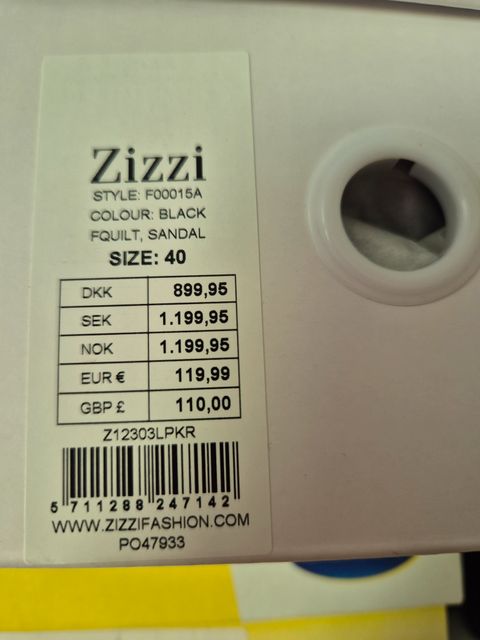 Zizzi
STYLE: F00015A
COLOUR: BLACK
FQUILT, SANDAL
SIZE: 40
DKK 899,95
SEK 1.199,95
NOK 1.199,95
EUR € 119,99
GBP £ 110,00
Z12303LPKR
5 711288 247142
WWW.ZIZZIFASHION.COM
PO47933